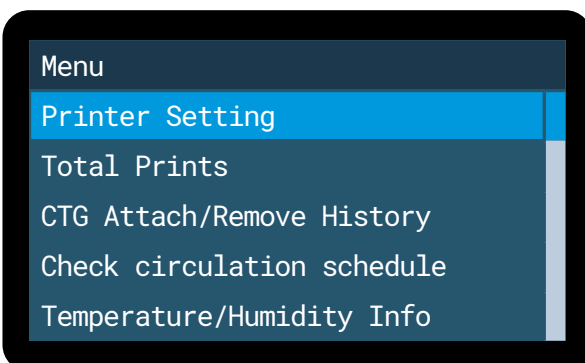 Menu
Printer Setting
Total Prints
CTG Attach/Remove History
Check circulation schedule
Temperature/Humidity Info